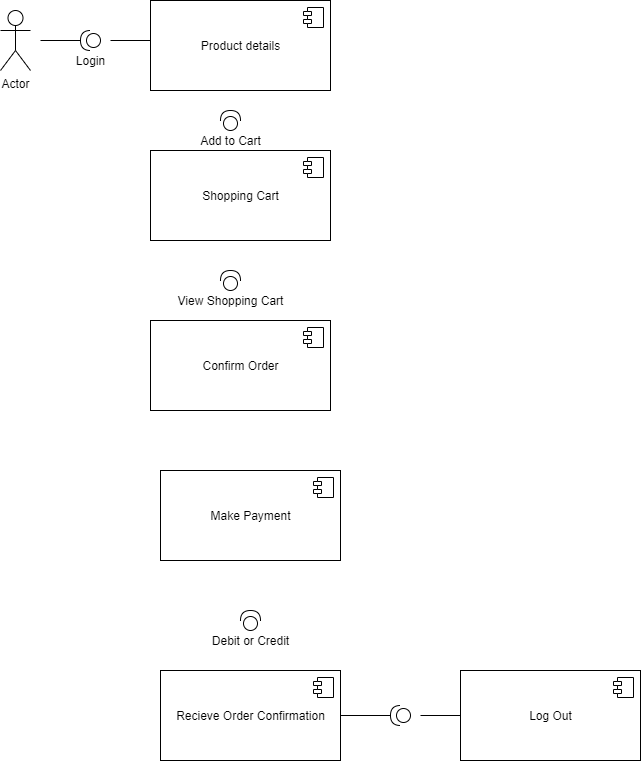 Product details
Login
Actor
Add to Cart
Shopping Cart
View Shopping Cart
Confirm Order
Make Payment
Debit or Credit
Recieve Order Confirmation
Log Out